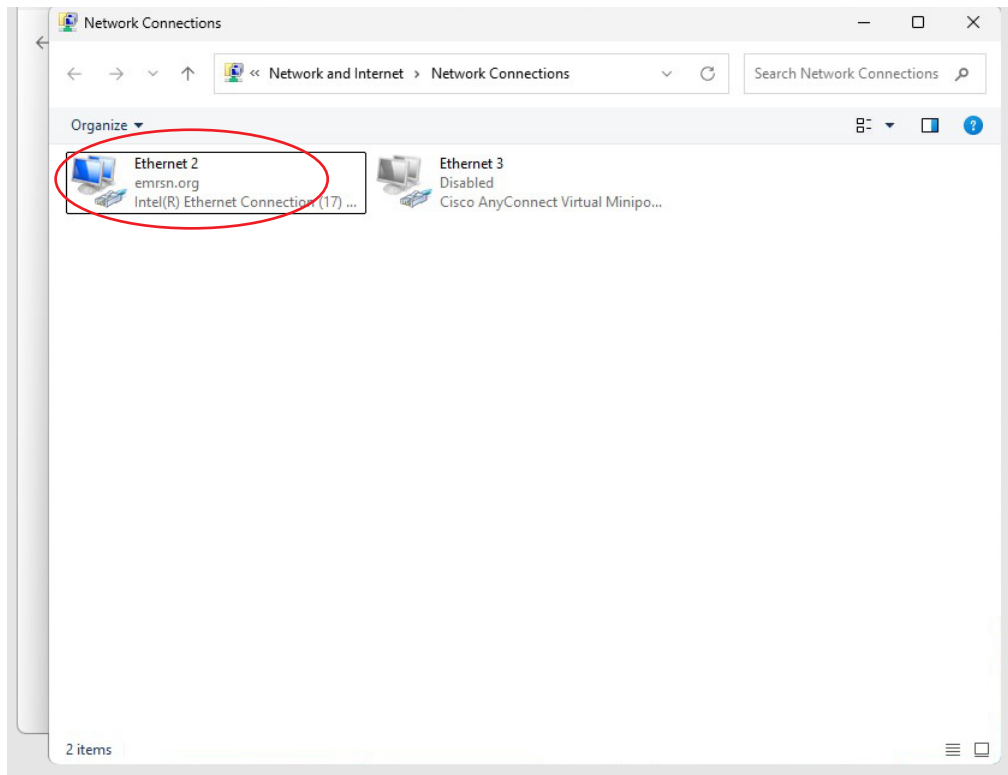 Network Connections
« Network and Internet › Network Connections
Search Network Connections
Organize
Ethernet 2
emrsn.org
Intel(R) Ethernet Connection (17) ...
Ethernet 3
Disabled
Cisco AnyConnect Virtual Minipo...
2 items